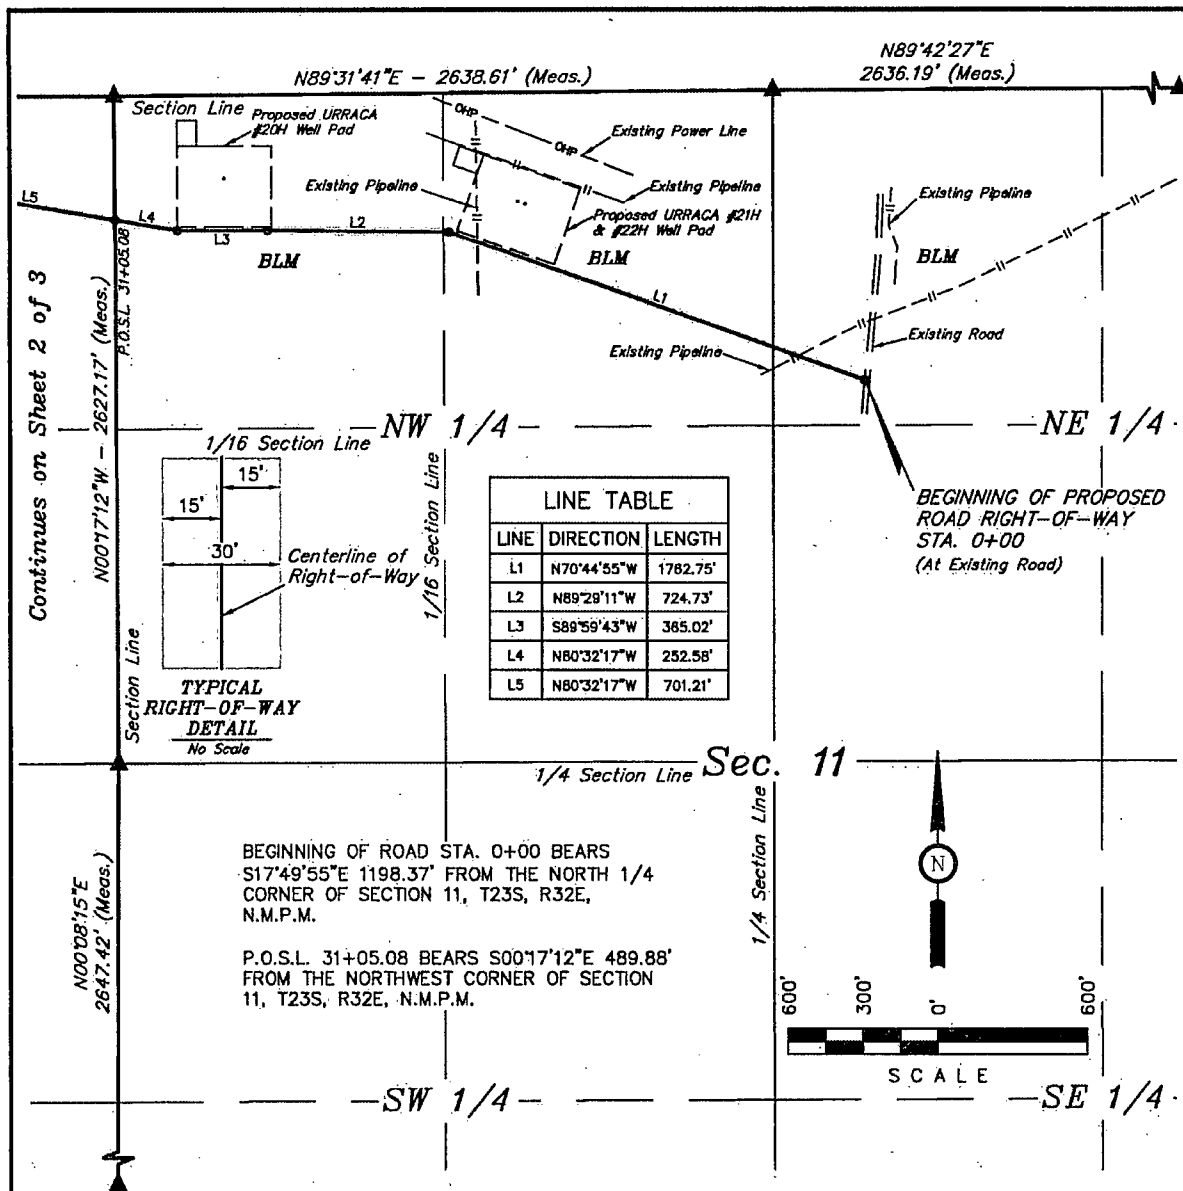 N89°42'27"E
2636.19' (Meas.)
N89°31'41"E - 2638.61' (Meas.)
Section Line
Proposed URRACA
#20H Well Pad
OHP
OHP
Existing Power Line
Existing Pipeline
Existing Pipeline
Existing Pipeline
Proposed URRACA #21H
& #22H Well Pad
L5
L4
L3
L2
L1
BLM
BLM
BLM
Existing Pipeline
Existing Road
Continues on Sheet 2 of 3
N00°17'12"W - 2627.17' (Meas.)
P.O.S.L. 31+05.08
NW 1/4
NE 1/4
1/16 Section Line
1/16 Section Line
15'
15'
30'
Centerline of
Right-of-Way
TYPICAL
RIGHT-OF-WAY
DETAIL
No Scale
Section Line
LINE TABLE
LINE DIRECTION LENGTH
L1 N70°44'55"W 1762.75'
L2 N89°29'11"W 724.73'
L3 S89°59'43"W 365.02'
L4 N80°32'17"W 252.58'
L5 N80°32'17"W 701.21'
BEGINNING OF PROPOSED
ROAD RIGHT-OF-WAY
STA. 0+00
(At Existing Road)
1/4 Section Line
Sec. 11
1/4 Section Line
N00°08'15"E
2647.42' (Meas.)
BEGINNING OF ROAD STA. 0+00 BEARS
S17°49'55"E 1198.37' FROM THE NORTH 1/4
CORNER OF SECTION 11, T23S, R32E,
N.M.P.M.
P.O.S.L. 31+05.08 BEARS S00°17'12"E 489.88'
FROM THE NORTHWEST CORNER OF SECTION
11, T23S, R32E, N.M.P.M.
N
600'
300'
0'
600'
SCALE
SW 1/4
SE 1/4